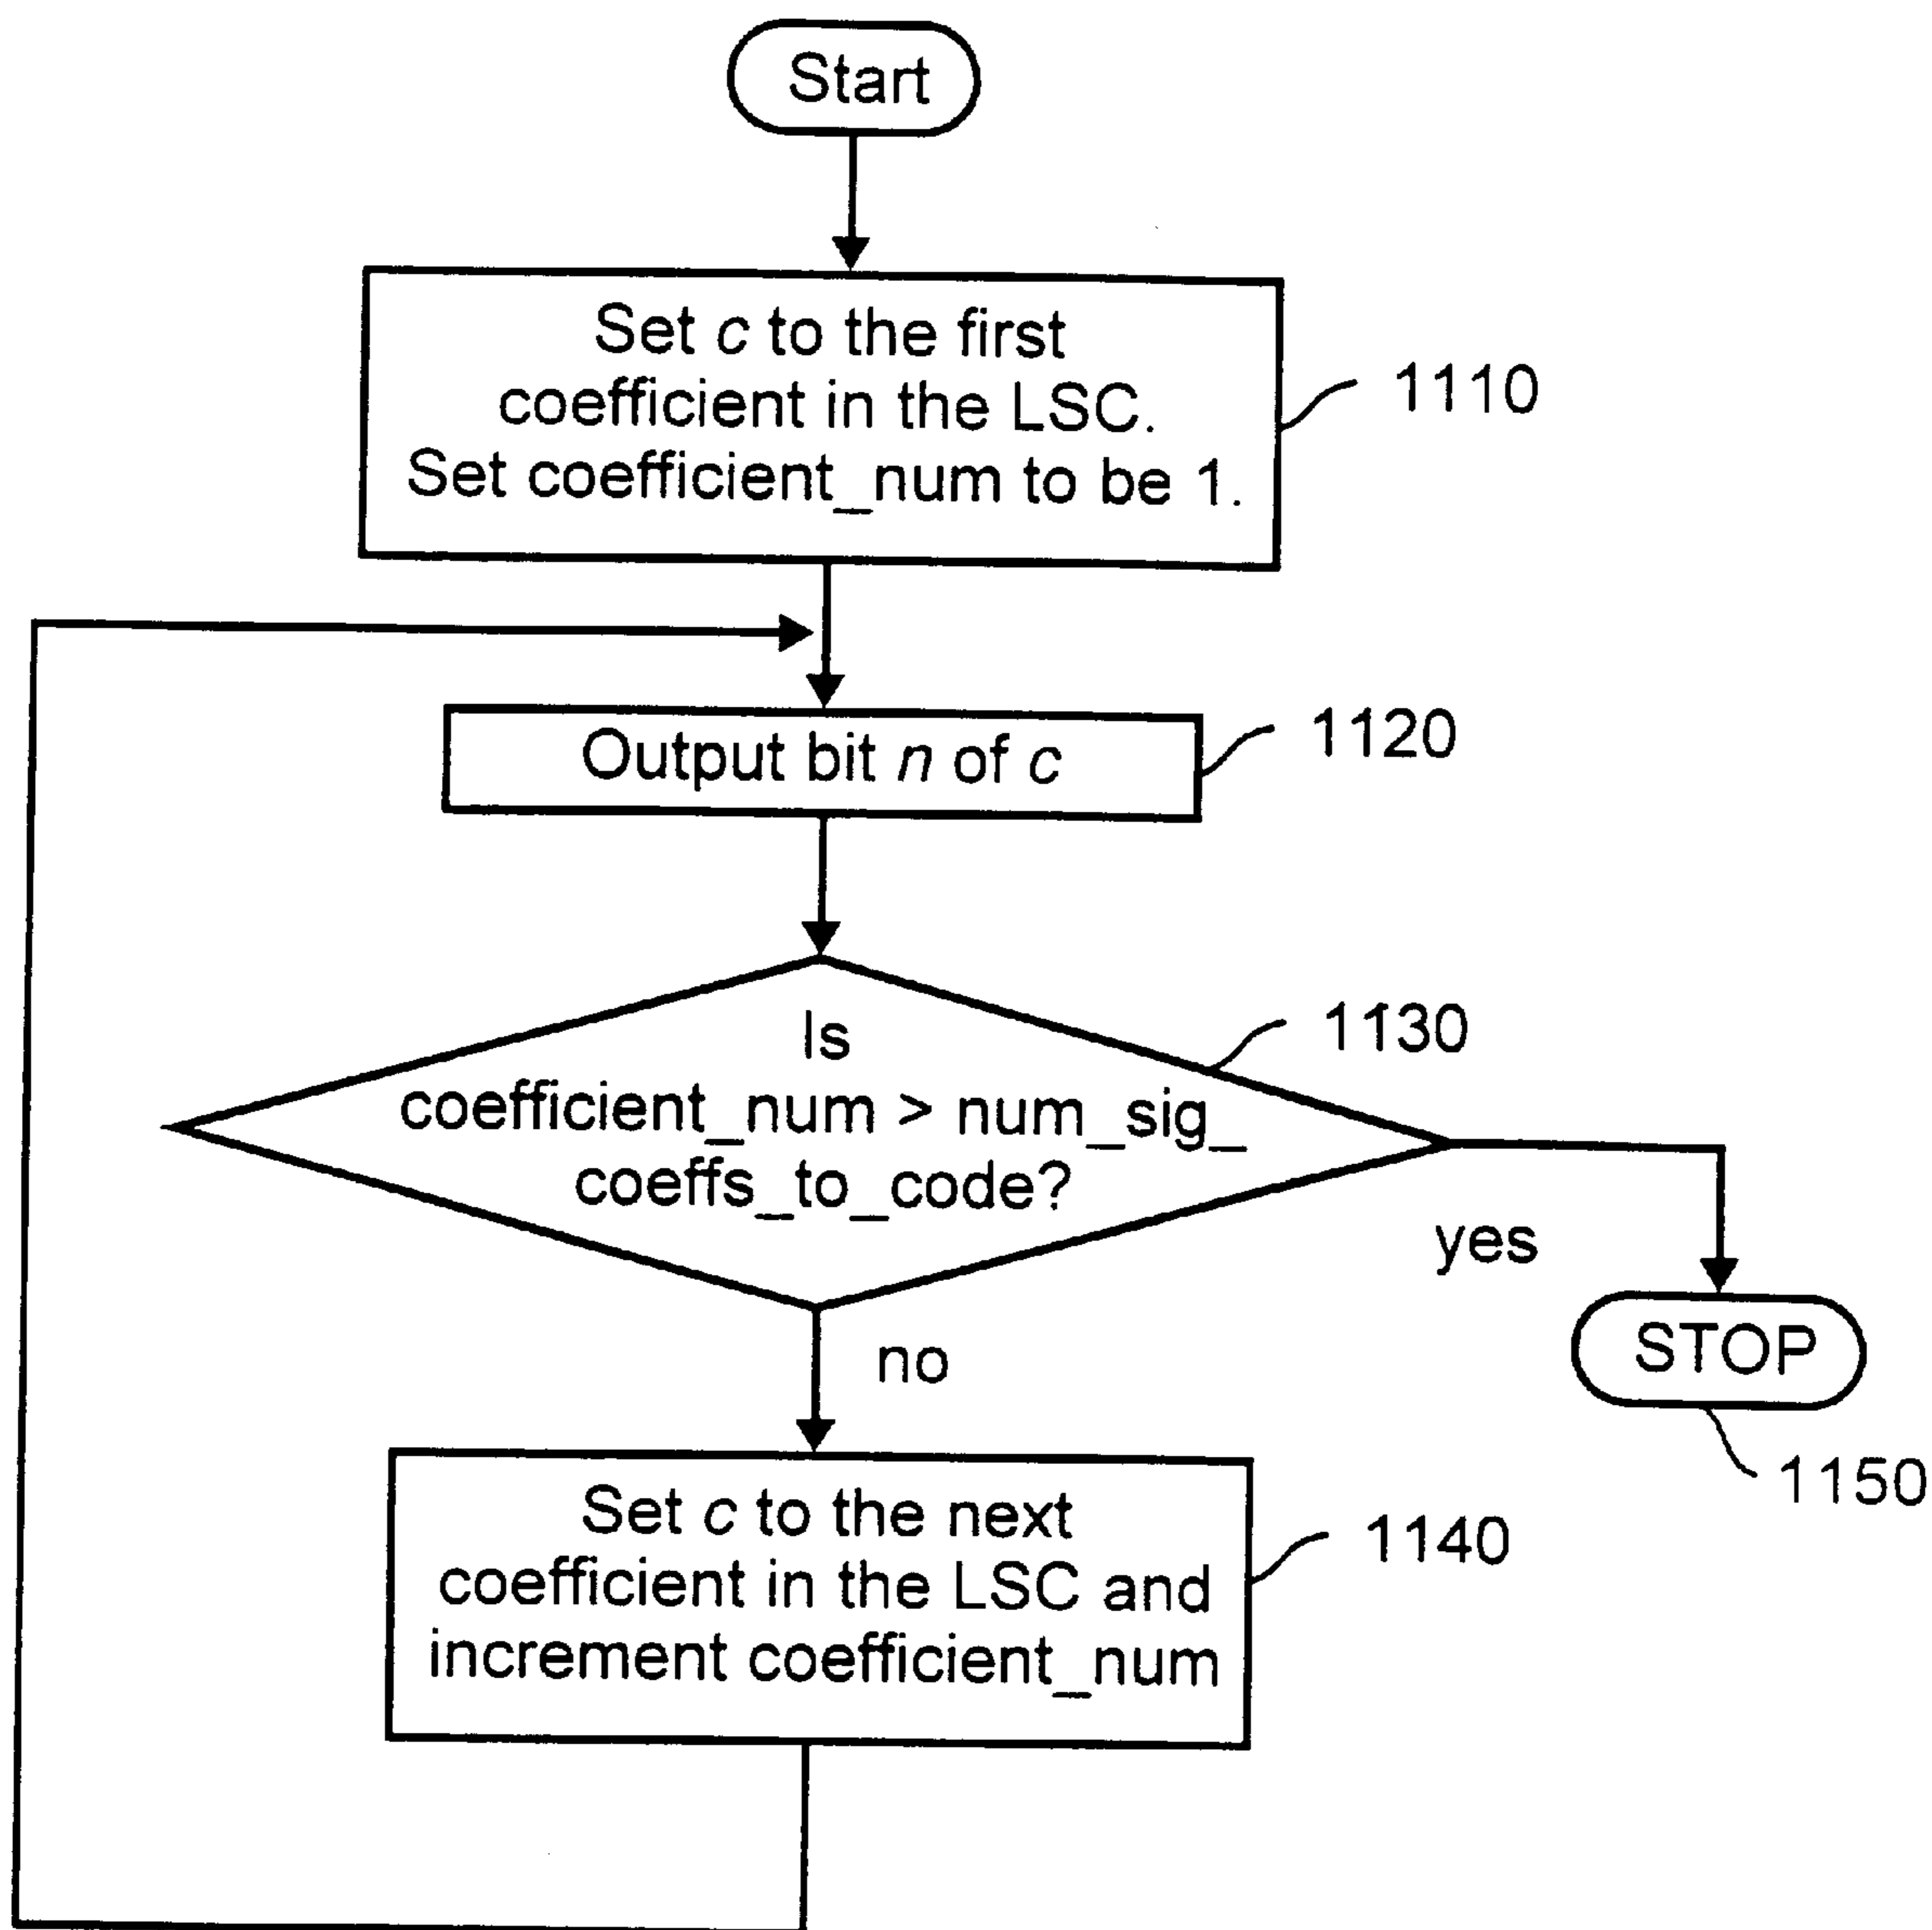 Start
Set c to the first
coefficient in the LSC.
Set coefficient_num to be 1.
1110
Output bit n of c
1120
Is
coefficient_num > num_sig_
coeffs_to_code?
1130
yes
no
STOP
1150
Set c to the next
coefficient in the LSC and
increment coefficient_num
1140